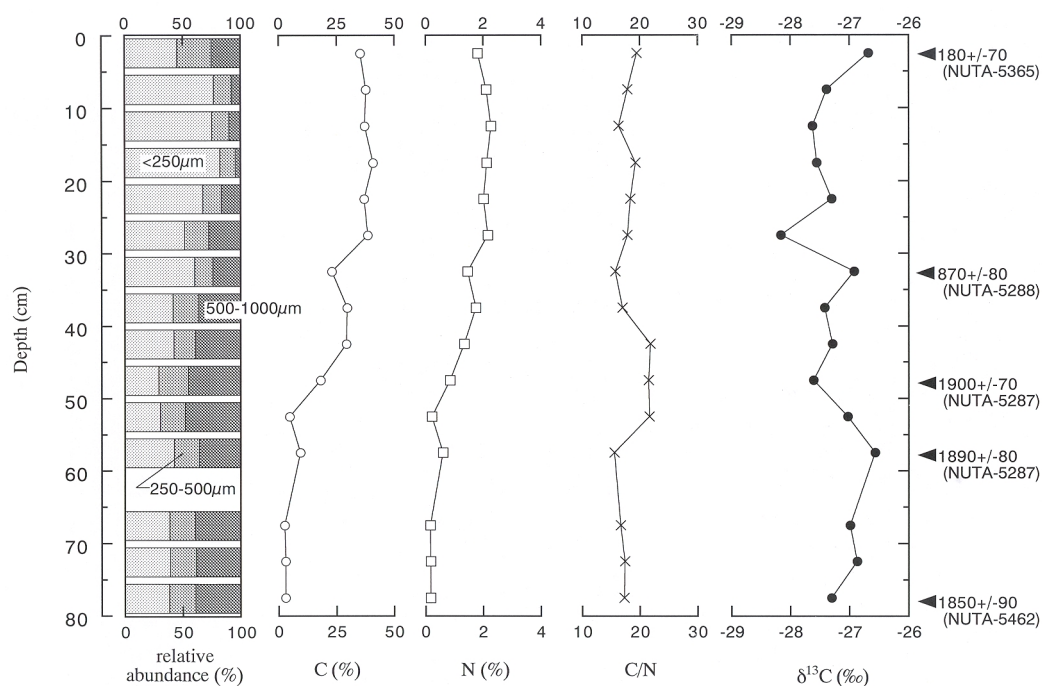 0 50 100 0 25 50 0 2 4 10 20 30 -29 -28 -27 -26
0
10
20
30
40
50
60
70
80
Depth (cm)
<250µm
500-1000µm
250-500µm
180+/-70
(NUTA-5365)
870+/-80
(NUTA-5288)
1900+/-70
(NUTA-5287)
1890+/-80
(NUTA-5287)
1850+/-90
(NUTA-5462)
0 50 100 0 25 50 0 2 4 10 20 30 -29 -28 -27 -26
relative
abundance (%)
C (%)
N (%)
C/N
δ¹³C (‰)